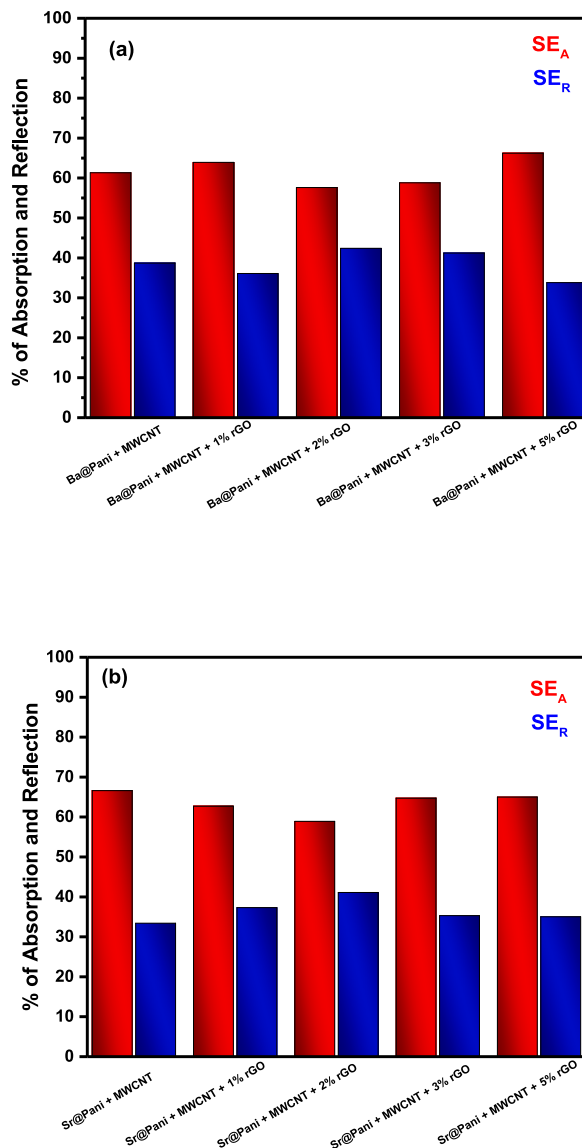 (a)
SE_A
SE_R
% of Absorption and Reflection
100
90
80
70
60
50
40
30
20
10
0
Ba@Pani + MWCNT
Ba@Pani + MWCNT + 1% rGO
Ba@Pani + MWCNT + 2% rGO
Ba@Pani + MWCNT + 3% rGO
Ba@Pani + MWCNT + 5% rGO
(b)
SE_A
SE_R
% of Absorption and Reflection
100
90
80
70
60
50
40
30
20
10
0
Sr@Pani + MWCNT
Sr@Pani + MWCNT + 1% rGO
Sr@Pani + MWCNT + 2% rGO
Sr@Pani + MWCNT + 3% rGO
Sr@Pani + MWCNT + 5% rGO